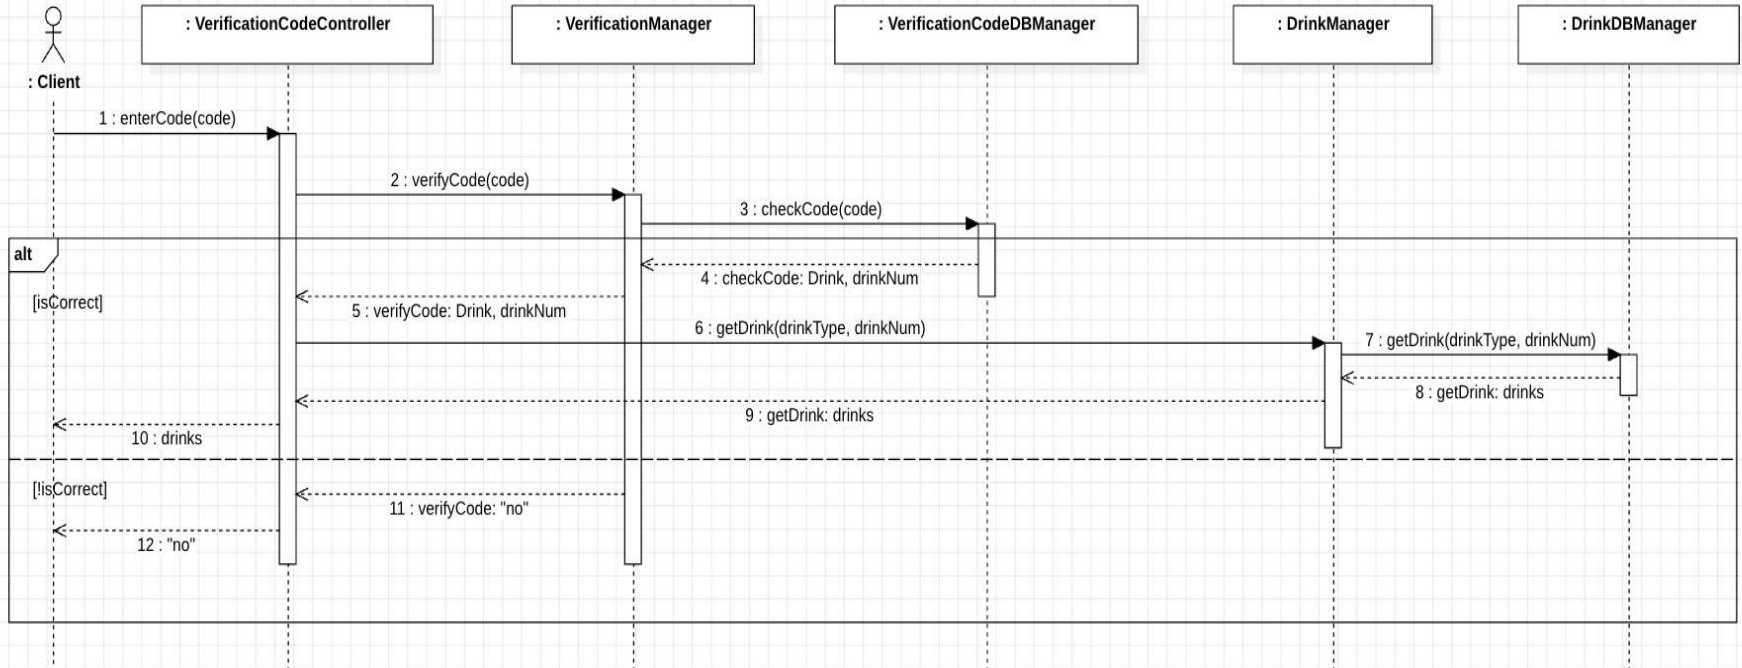 : VerificationCodeController
: VerificationManager
: VerificationCodeDBManager
: DrinkManager
: DrinkDBManager
: Client
1 : enterCode(code)
2 : verifyCode(code)
3 : checkCode(code)
alt
4 : checkCode: Drink, drinkNum
[isCorrect]
5 : verifyCode: Drink, drinkNum
6 : getDrink(drinkType, drinkNum)
7 : getDrink(drinkType, drinkNum)
8 : getDrink: drinks
9 : getDrink: drinks
10 : drinks
[!isCorrect]
11 : verifyCode: "no"
12 : "no"